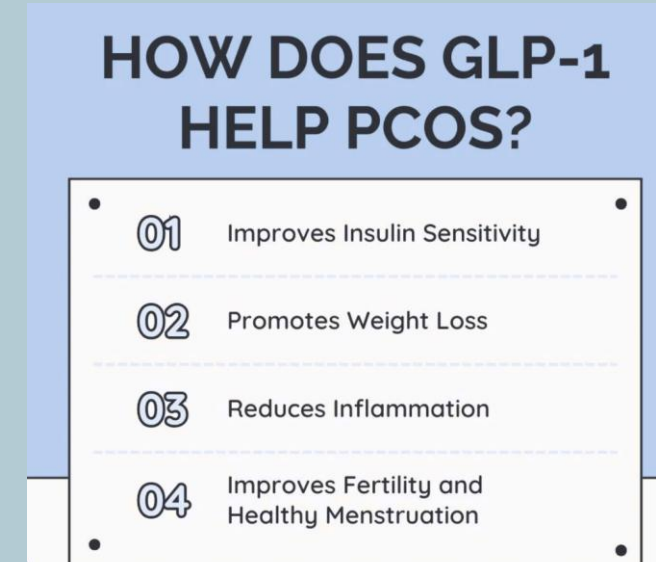 HOW DOES GLP-1
HELP PCOS?
01 Improves Insulin Sensitivity
02 Promotes Weight Loss
03 Reduces Inflammation
04 Improves Fertility and
Healthy Menstruation